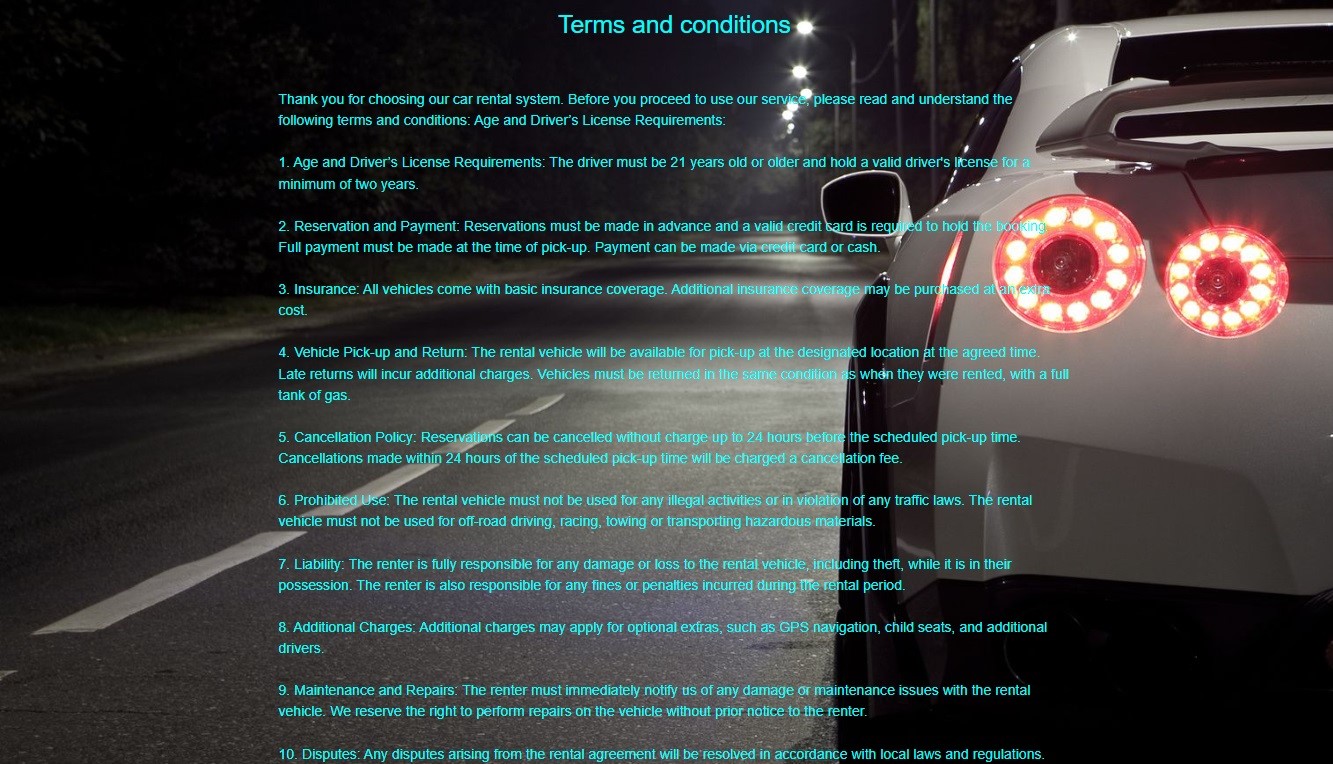 Terms and conditions
Thank you for choosing our car rental system. Before you proceed to use our service, please read and understand the
following terms and conditions: Age and Driver's License Requirements:
1. Age and Driver's License Requirements: The driver must be 21 years old or older and hold a valid driver's license for a
minimum of two years.
2. Reservation and Payment: Reservations must be made in advance and a valid credit card is required to hold the booking.
Full payment must be made at the time of pick-up. Payment can be made via credit card or cash.
3. Insurance: All vehicles come with basic insurance coverage. Additional insurance coverage may be purchased at an extra
cost.
4. Vehicle Pick-up and Return: The rental vehicle will be available for pick-up at the designated location at the agreed time.
Late returns will incur additional charges. Vehicles must be returned in the same condition as when they were rented, with a full
tank of gas.
5. Cancellation Policy: Reservations can be cancelled without charge up to 24 hours before the scheduled pick-up time.
Cancellations made within 24 hours of the scheduled pick-up time will be charged a cancellation fee.
6. Prohibited Use: The rental vehicle must not be used for any illegal activities or in violation of any traffic laws. The rental
vehicle must not be used for off-road driving, racing, towing or transporting hazardous materials.
7. Liability: The renter is fully responsible for any damage or loss to the rental vehicle, including theft, while it is in their
possession. The renter is also responsible for any fines or penalties incurred during the rental period.
8. Additional Charges: Additional charges may apply for optional extras, such as GPS navigation, child seats, and additional
drivers.
9. Maintenance and Repairs: The renter must immediately notify us of any damage or maintenance issues with the rental
vehicle. We reserve the right to perform repairs on the vehicle without prior notice to the renter.
10. Disputes: Any disputes arising from the rental agreement will be resolved in accordance with local laws and regulations.